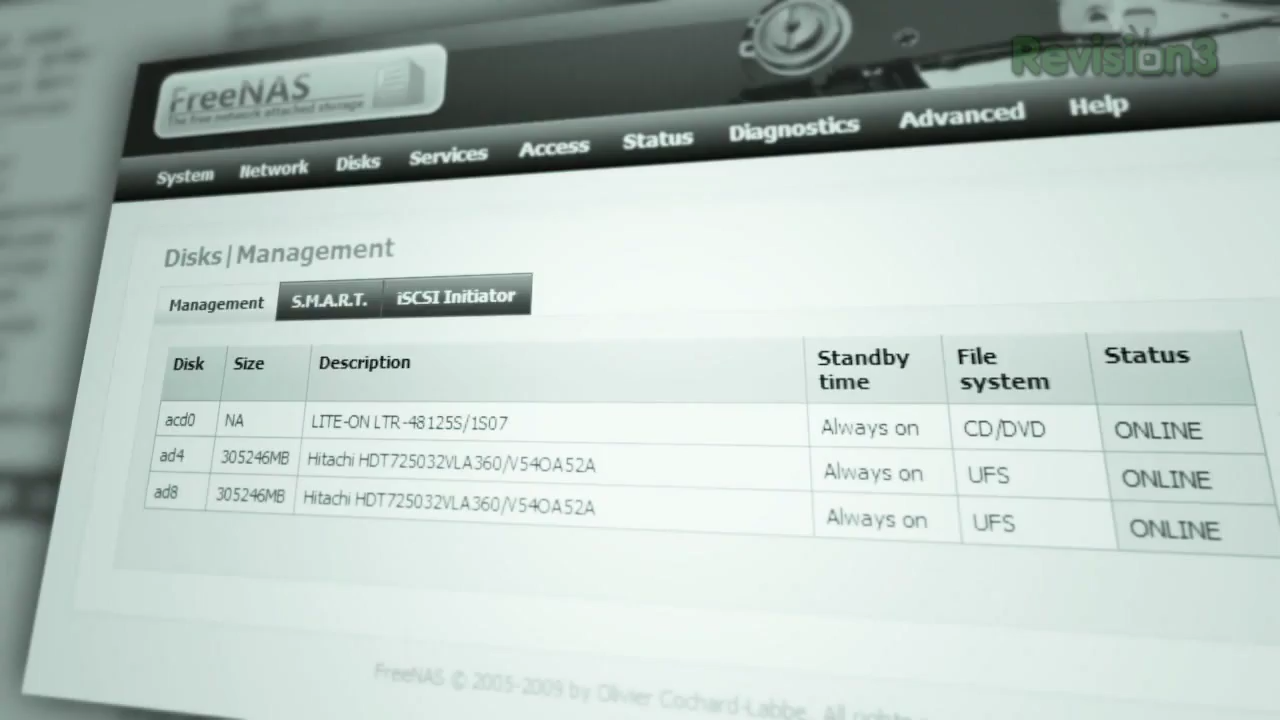 Revision3
FreeNAS
The free network attached storage
System Network Disks Services Access Status Diagnostics Advanced Help
Disks|Management
Management S.M.A.R.T. iSCSI Initiator
Disk Size Description Standby time File system Status
acd0 NA LITE-ON LTR-48125S/1S07 Always on CD/DVD ONLINE
ad4 305246MB Hitachi HDT725032VLA360/V54OA52A Always on UFS ONLINE
ad8 305246MB Hitachi HDT725032VLA360/V54OA52A Always on UFS ONLINE
FreeNAS © 2005-2009 by Olivier Cochard-Labbe. All rights